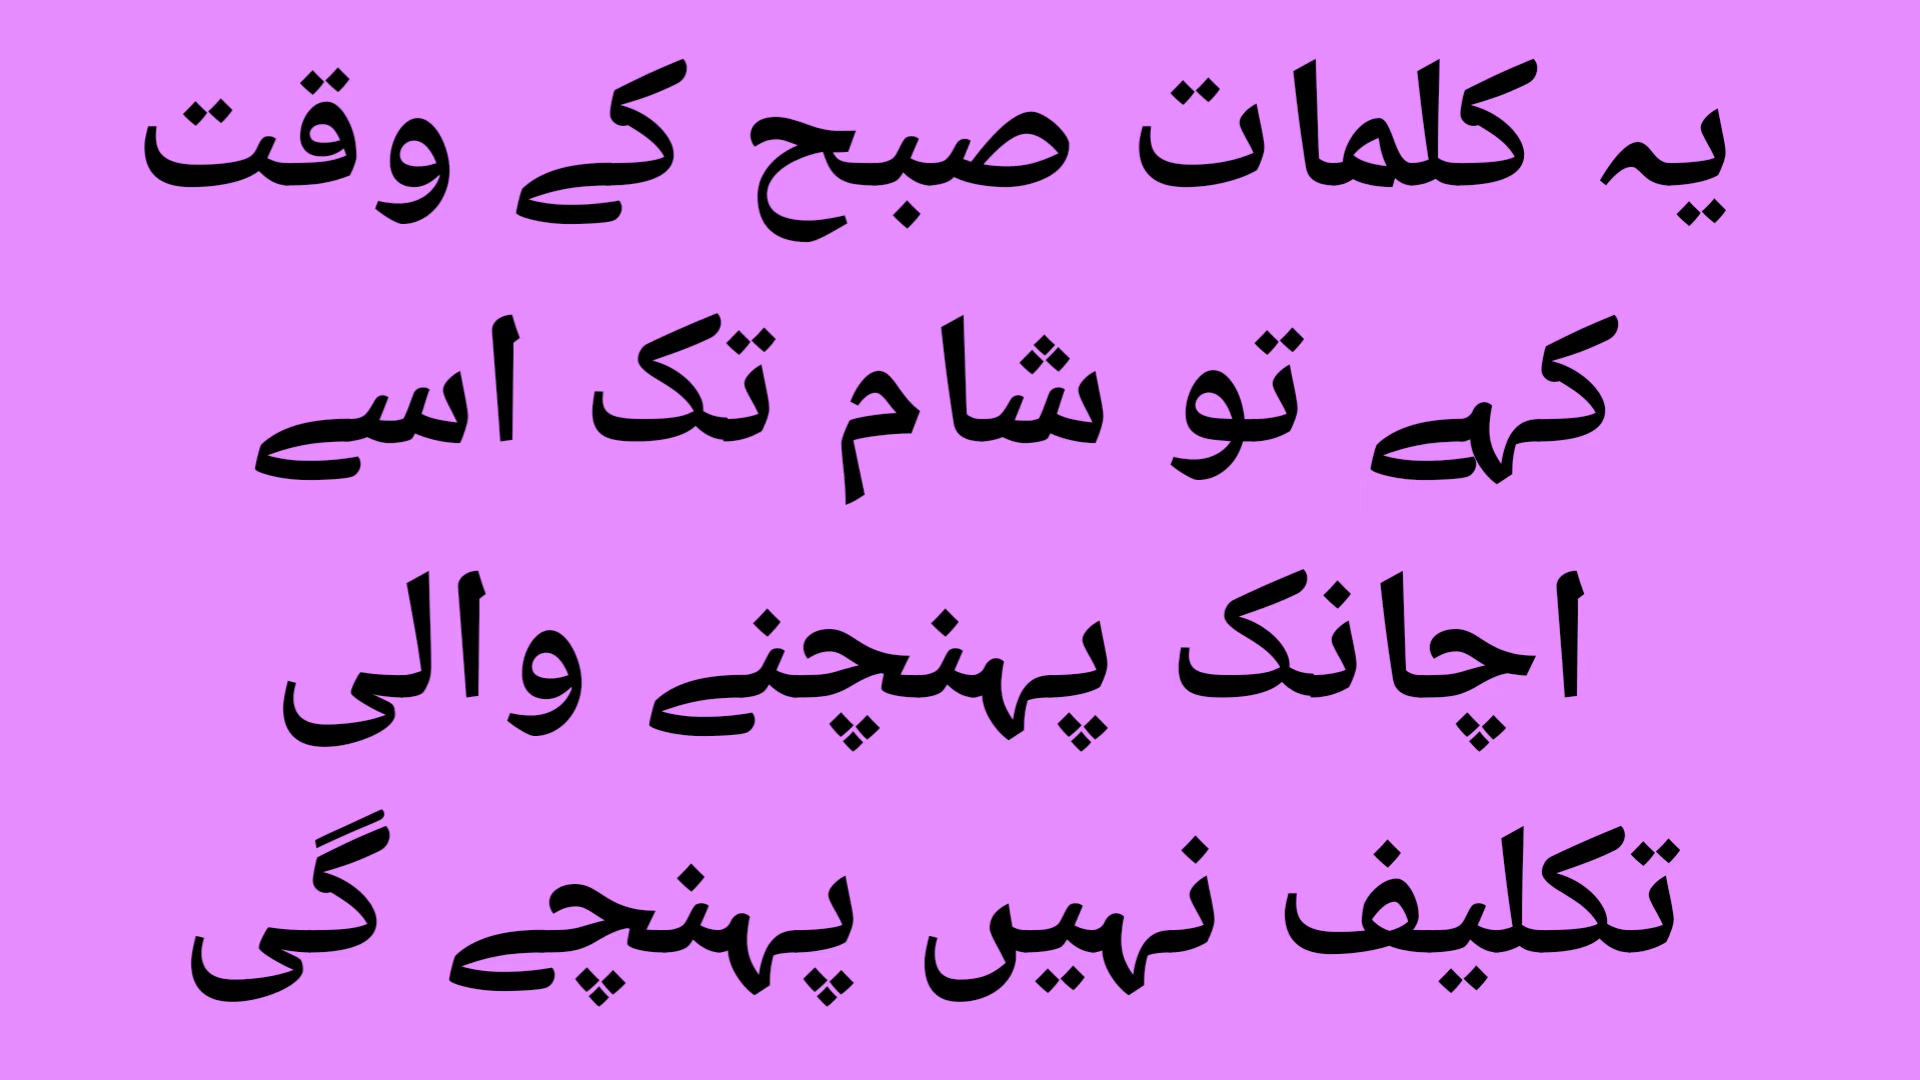 یہ کلمات صبح کے وقت
کہے تو شام تک اسے
اچانک پہنچنے والی
تکلیف نہیں پہنچے گی